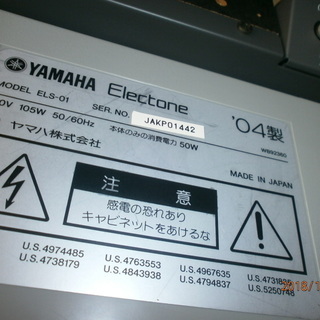 YAMAHA Electone
MODEL ELS-01
SER NO. JAKP01442
'04製
0V 105W 50/60Hz 本体のみの消費電力 50W
WB92360
ヤマハ株式会社
MADE IN JAPAN
注 意
感電の恐れあり
キャビネットをあけるな
U.S.4974485 U.S.4763553 U.S.4967635
U.S.4738179 U.S.4843938 U.S.4794837 U.S.5250748